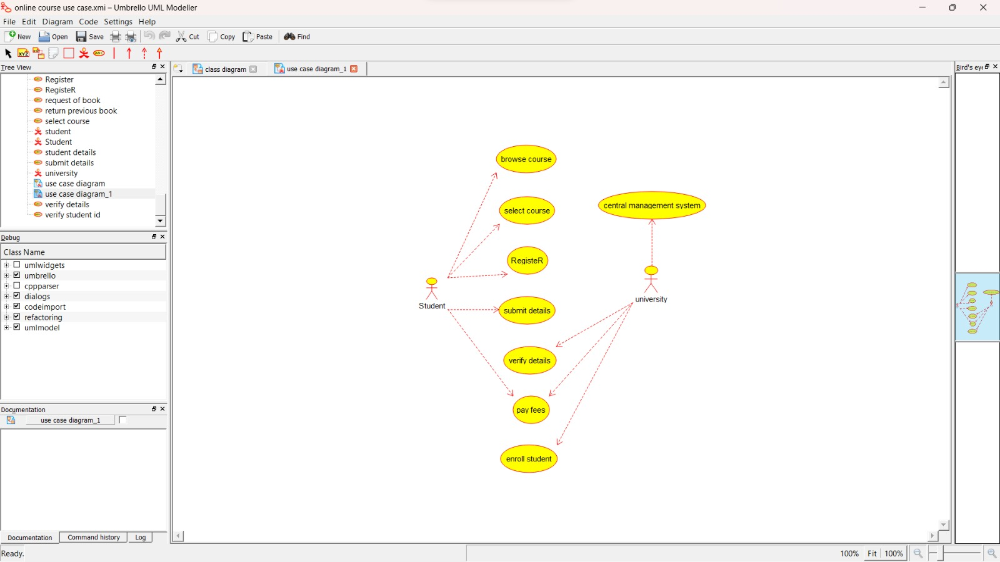 online course use case.xmi – Umbrello UML Modeller
File Edit Diagram Code Settings Help
New Open Save Cut Copy Paste Find
XYZ ABC
Tree View
Register
RegisteR
request of book
return previous book
select course
student
Student
student details
submit details
university
use case diagram
use case diagram_1
verify details
verify student id
Debug
Class Name
umlwidgets
umbrello
cppparser
dialogs
codeimport
refactoring
umlmodel
Documentation
use case diagram_1
Documentation Command history Log
Ready.
class diagram use case diagram_1
browse course
select course
central management system
RegisteR
Student
university
submit details
verify details
pay fees
enroll student
Bird's eye
100% Fit 100%